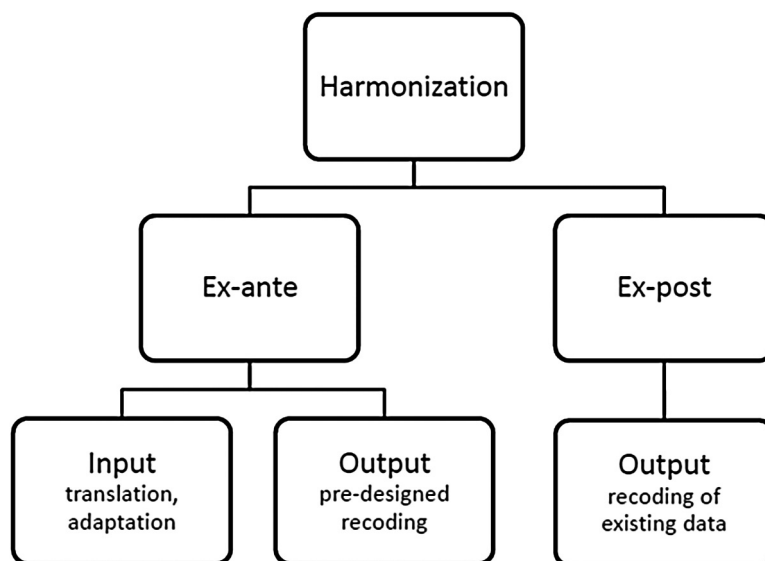 Harmonization
Ex-ante
Ex-post
Input
translation,
adaptation
Output
pre-designed
recoding
Output
recoding of
existing data